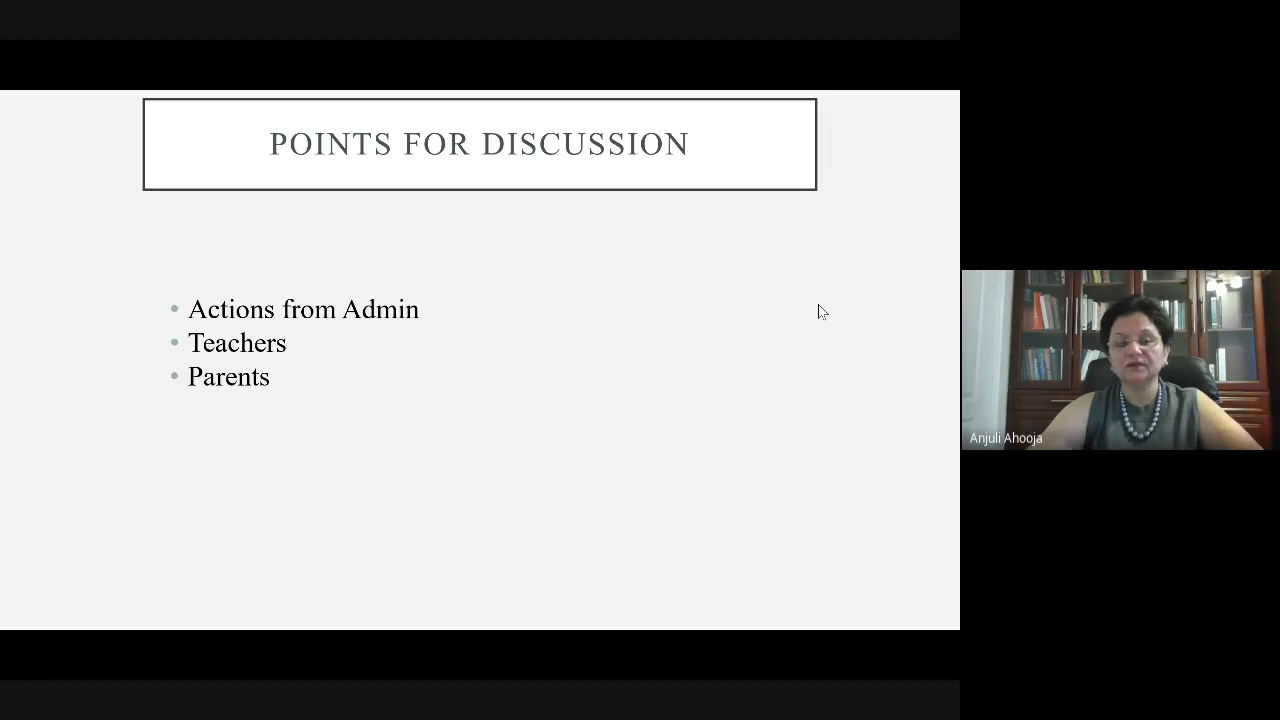 POINTS FOR DISCUSSION
• Actions from Admin
• Teachers
• Parents
Anjuli Ahooja